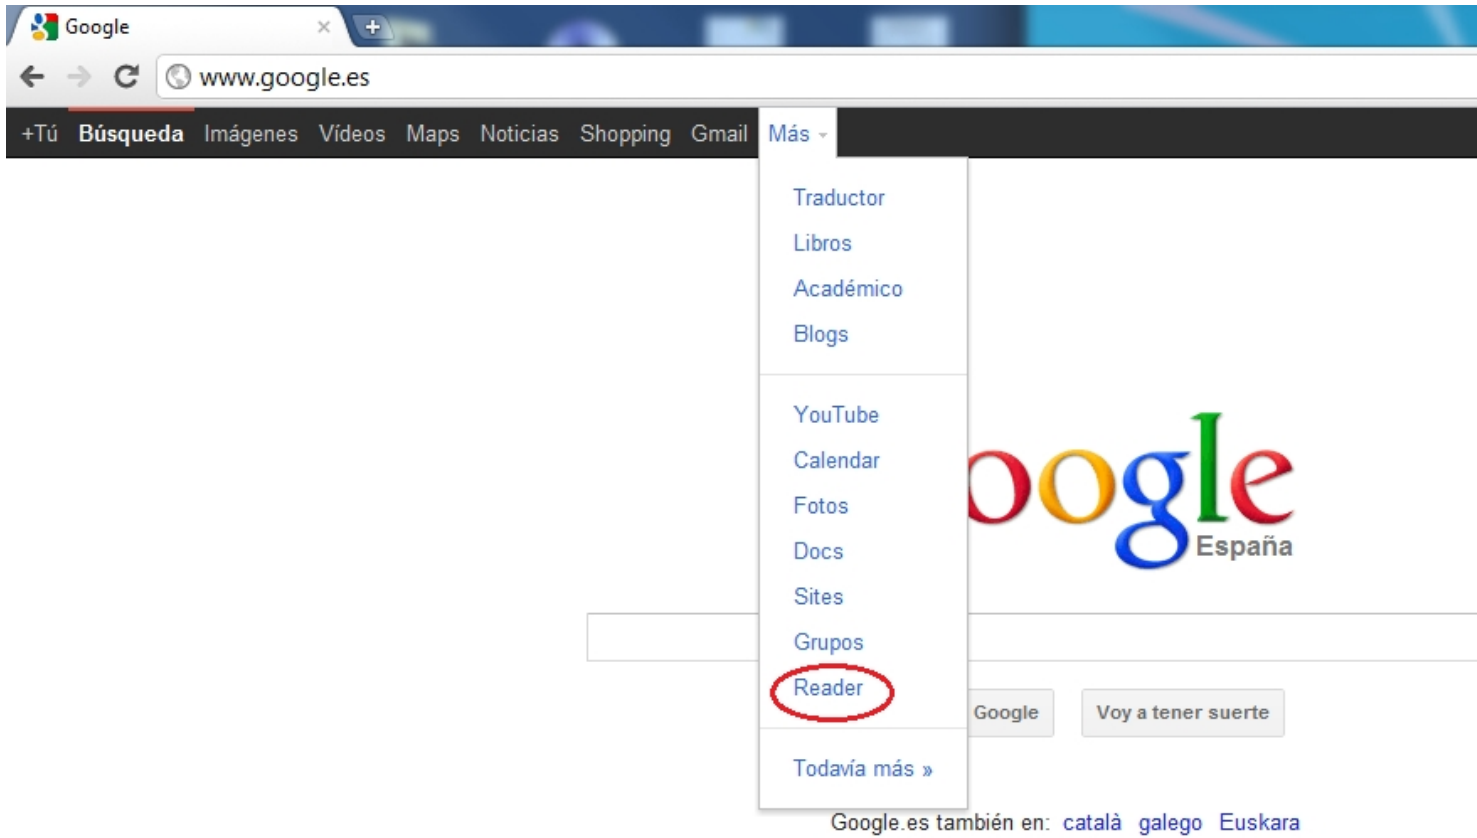 Google
www.google.es
+Tú Búsqueda Imágenes Vídeos Maps Noticias Shopping Gmail Más
Traductor
Libros
Académico
Blogs
YouTube
Calendar
Fotos
Docs
Sites
Grupos
Reader
Todavía más »
oogle
España
Google
Voy a tener suerte
Google.es también en: català galego Euskara